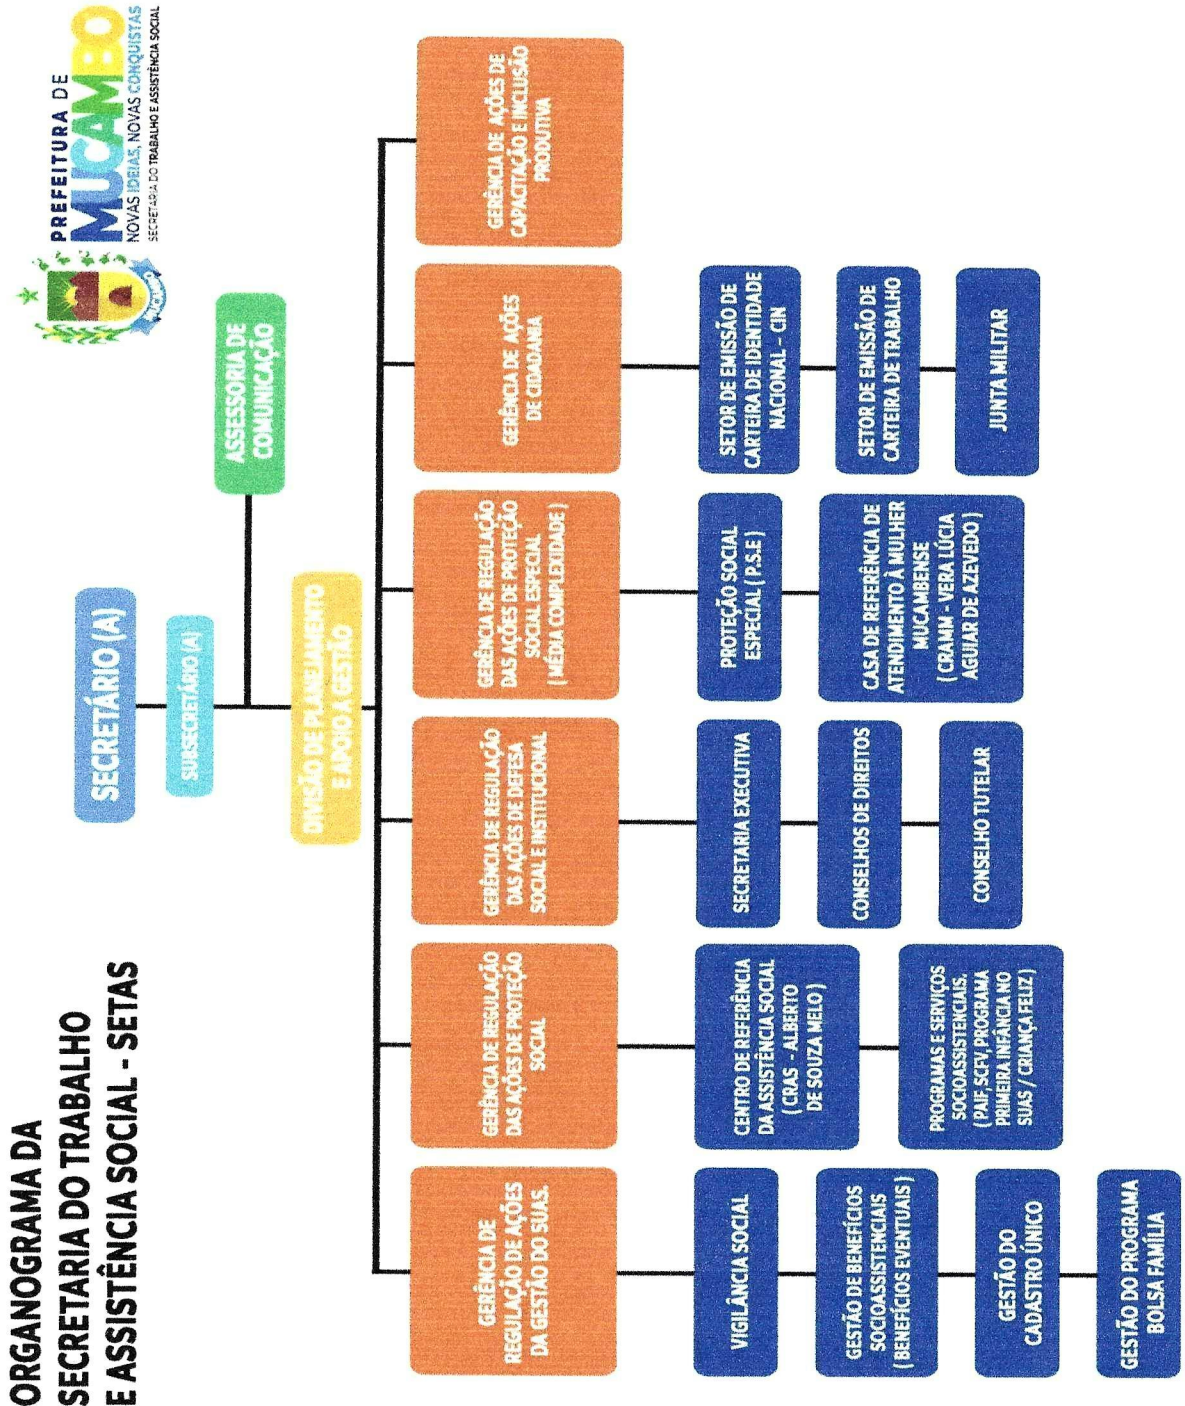 ORGANOGRAMA DA
SECRETARIA DO TRABALHO
E ASSISTÊNCIA SOCIAL - SETAS
PREFEITURA DE
MUCAMBO
NOVAS IDEIAS, NOVAS CONQUISTAS
SECRETARIA DO TRABALHO E ASSISTÊNCIA SOCIAL
MUCAMBO
SECRETÁRIO (A)
SUBSECRETÁRIO (A)
ASSESSORIA DE
COMUNICAÇÃO
DIVISÃO DE PLANEJAMENTO
E APOIO A GESTÃO
GERÊNCIA DE
REGULAÇÃO DE AÇÕES
DA GESTÃO DO SUAS.
VIGILÂNCIA SOCIAL
GESTÃO DE BENEFÍCIOS
SOCIOASSISTENCIAIS
( BENEFÍCIOS EVENTUAIS )
GESTÃO DO
CADASTRO ÚNICO
GESTÃO DO PROGRAMA
BOLSA FAMÍLIA
GERÊNCIA DE REGULAÇÃO
DAS AÇÕES DE PROTEÇÃO
SOCIAL
CENTRO DE REFERÊNCIA
DA ASSISTÊNCIA SOCIAL
( CRAS - ALBERTO
DE SOUZA MELO )
PROGRAMAS E SERVIÇOS
SOCIOASSISTENCIAIS.
( PAIF, SCFV, PROGRAMA
PRIMEIRA INFÂNCIA NO
SUAS / CRIANÇA FELIZ )
GERÊNCIA DE REGULAÇÃO
DAS AÇÕES DE DEFESA
SOCIAL E INSTITUCIONAL
SECRETARIA EXECUTIVA
CONSELHOS DE DIREITOS
CONSELHO TUTELAR
GERÊNCIA DE REGULAÇÃO
DAS AÇÕES DE PROTEÇÃO
SOCIAL ESPECIAL
( MÉDIA COMPLEXIDADE )
PROTEÇÃO SOCIAL
ESPECIAL ( P.S.E )
CASA DE REFERÊNCIA DE
ATENDIMENTO À MULHER
MUCAMBENSE
( CRAMM - VERA LÚCIA
AGUIAR DE AZEVEDO )
GERÊNCIA DE AÇÕES
DE CIDADANIA
SETOR DE EMISSÃO DE
CARTEIRA DE IDENTIDADE
NACIONAL - CIN
SETOR DE EMISSÃO DE
CARTEIRA DE TRABALHO
JUNTA MILITAR
GERÊNCIA DE AÇÕES DE
CAPACITAÇÃO E INCLUSÃO
PRODUTIVA